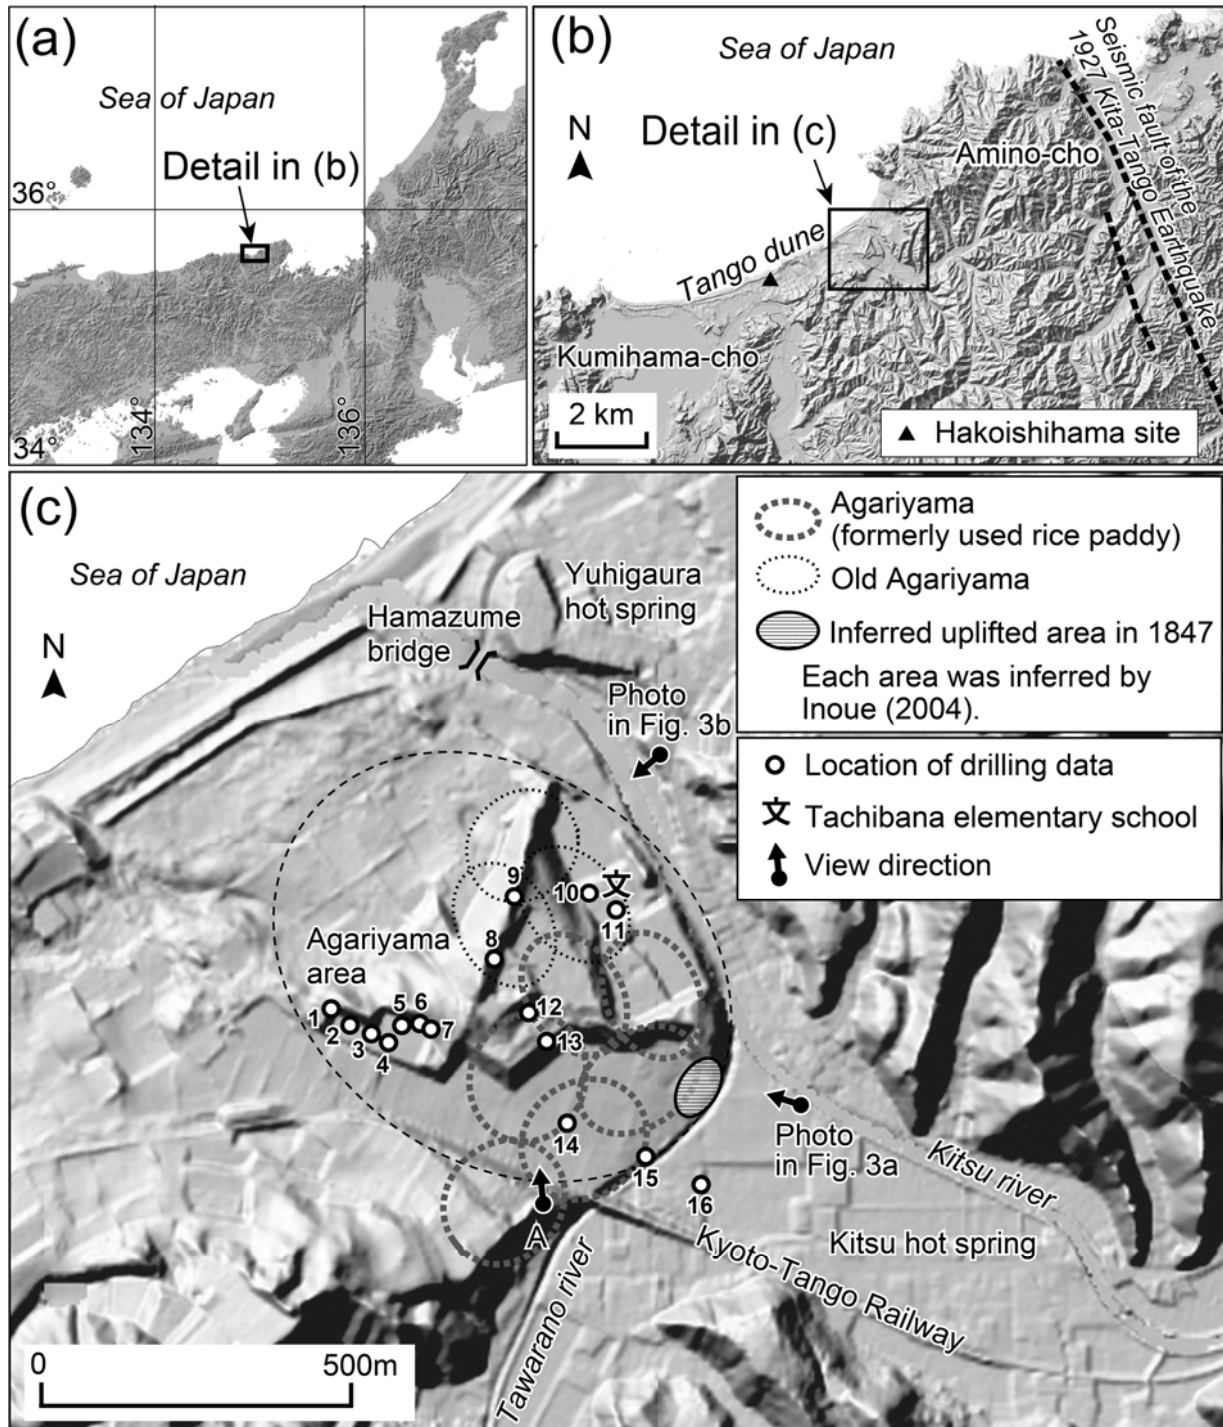 (a)
Sea of Japan
Detail in (b)
36°
34°
134°
136°
(b)
Sea of Japan
N
Detail in (c)
Amino-cho
Seismic fault of the
1927 Kita-Tango Earthquake
Tango dune
Kumihama-cho
2 km
Hakoishihama site
(c)
Sea of Japan
N
Hamazume
bridge
Yuhigaura
hot spring
Photo
in Fig. 3b
Agariyama
(formerly used rice paddy)
Old Agariyama
Inferred uplifted area in 1847
Each area was inferred by
Inoue (2004).
Location of drilling data
文 Tachibana elementary school
View direction
Agariyama
area
文
1
2
3
4
5
6
7
8
9
10
11
12
13
14
15
16
A
Photo
in Fig. 3a
Kitsu river
Kitsu hot spring
Kyoto-Tango Railway
Tawarano river
0
500m